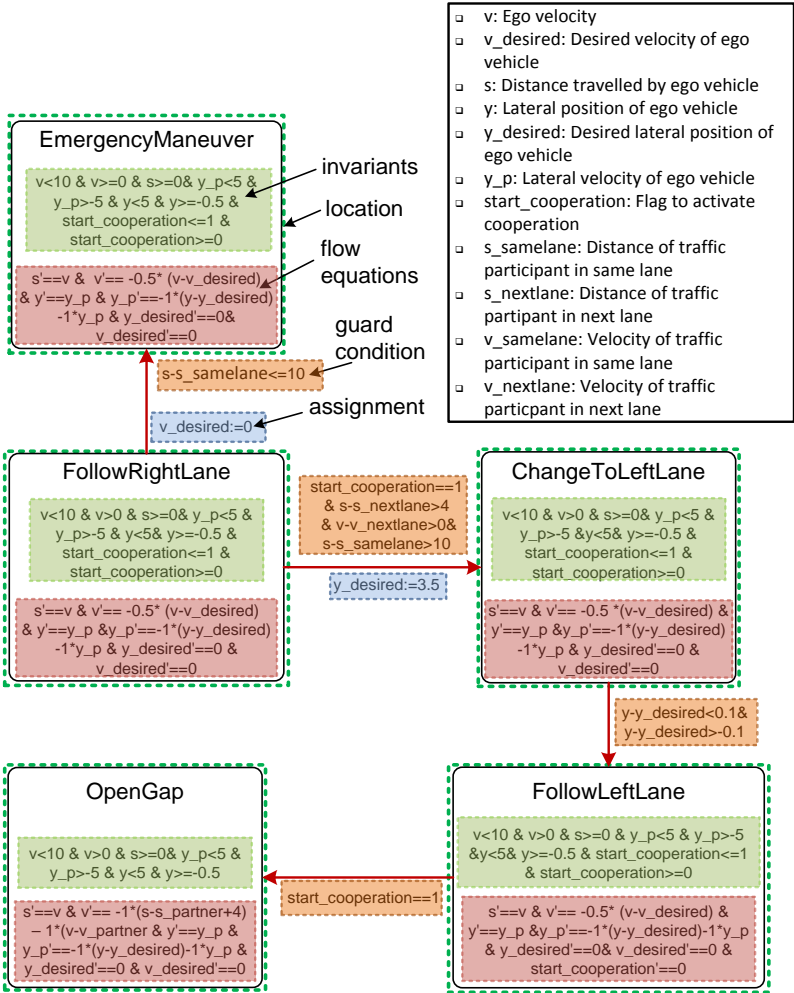 v: Ego velocity
v_desired: Desired velocity of ego
vehicle
s: Distance travelled by ego vehicle
y: Lateral position of ego vehicle
y_desired: Desired lateral position of
ego vehicle
y_p: Lateral velocity of ego vehicle
start_cooperation: Flag to activate
cooperation
s_samelane: Distance of traffic
participant in same lane
s_nextlane: Distance of traffic
partipant in next lane
v_samelane: Velocity of traffic
participant in same lane
v_nextlane: Velocity of traffic
particpant in next lane
EmergencyManeuver
v<10 & v>=0 & s>=0& y_p<5 &
y_p>-5 & y<5 & y>=-0.5 &
start_cooperation<=1 &
start_cooperation>=0
s'==v & v'== -0.5* (v-v_desired)
& y'==y_p & y_p'==-1*(y-y_desired)
-1*y_p & y_desired'==0&
v_desired'==0
invariants
location
flow
equations
guard
condition
assignment
s-s_samelane<=10
v_desired:=0
FollowRightLane
v<10 & v>0 & s>=0& y_p<5 &
y_p>-5 & y<5& y>=-0.5 &
start_cooperation<=1 &
start_cooperation>=0
s'==v & v'== -0.5* (v-v_desired)
& y'==y_p &y_p'==-1*(y-y_desired)
-1*y_p & y_desired'==0 &
v_desired'==0
start_cooperation==1
& s-s_nextlane>4
& v-v_nextlane>0&
s-s_samelane>10
y_desired:=3.5
ChangeToLeftLane
v<10 & v>0 & s>=0& y_p<5 &
y_p>-5 &y<5& y>=-0.5 &
start_cooperation<=1 &
start_cooperation>=0
s'==v & v'== -0.5 *(v-v_desired) &
y'==y_p &y_p'==-1*(y-y_desired)
-1*y_p & y_desired'==0 &
v_desired'==0
y-y_desired<0.1&
y-y_desired>-0.1
OpenGap
v<10 & v>0 & s>=0& y_p<5 &
y_p>-5 & y<5 & y>=-0.5
s'==v & v'== -1*(s-s_partner+4)
– 1*(v-v_partner & y'==y_p &
y_p'==-1*(y-y_desired)-1*y_p &
y_desired'==0 & v_desired'==0
start_cooperation==1
FollowLeftLane
v<10 & v>0 & s>=0 & y_p<5 & y_p>-5
&y<5& y>=-0.5 & start_cooperation<=1
& start_cooperation>=0
s'==v & v'== -0.5* (v-v_desired) &
y'==y_p &y_p'==-1*(y-y_desired)-1*y_p
& y_desired'==0& v_desired'==0 &
start_cooperation'==0